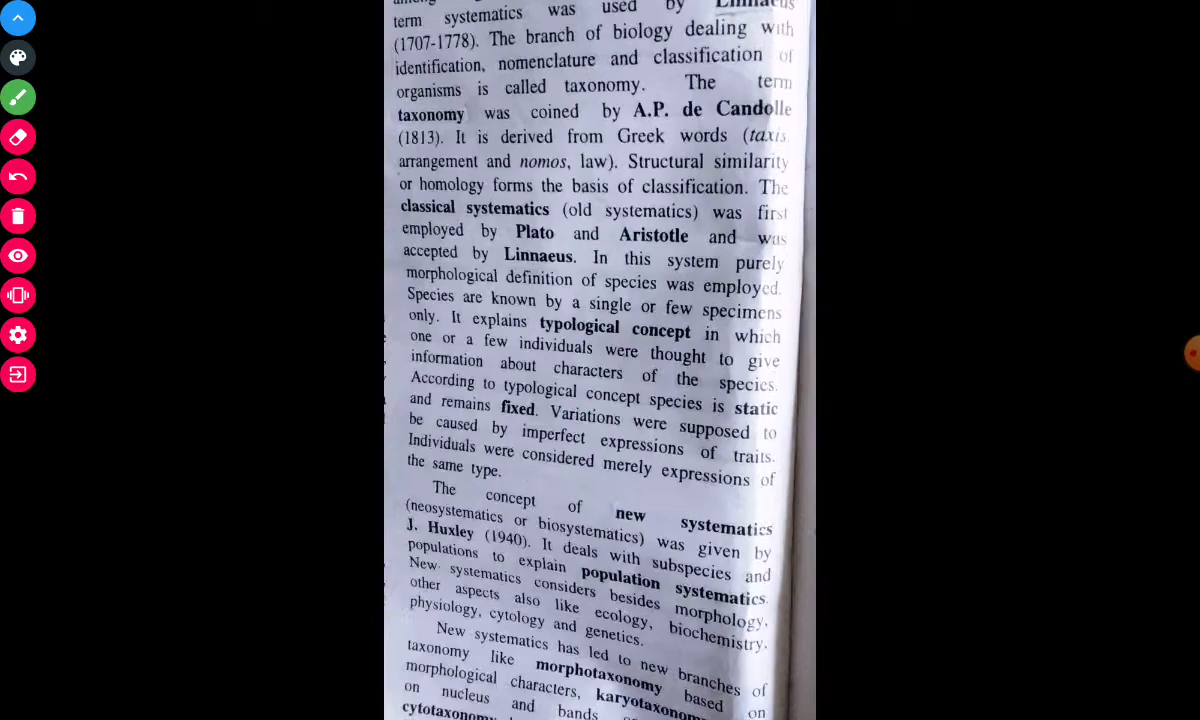 term systematics was used by Linnaeus
(1707-1778). The branch of biology dealing with
identification, nomenclature and classification of
organisms is called taxonomy. The term
taxonomy was coined by A.P. de Candolle
(1813). It is derived from Greek words (taxis,
arrangement and nomos, law). Structural similarity
or homology forms the basis of classification. The
classical systematics (old systematics) was first
employed by Plato and Aristotle and was
accepted by Linnaeus. In this system purely
morphological definition of species was employed.
Species are known by a single or few specimens
only. It explains typological concept in which
one or a few individuals were thought to give
information about characters of the species.
According to typological concept species is static
and remains fixed. Variations were supposed to
be caused by imperfect expressions of traits.
Individuals were considered merely expressions of
the same type.
The concept of new systematics
(neosystematics or biosystematics) was given by
J. Huxley (1940). It deals with subspecies and
populations to explain population systematics.
New systematics considers besides morphology,
other aspects also like ecology, biochemistry,
physiology, cytology and genetics.
New systematics has led to new branches of
taxonomy like morphotaxonomy based on
morphological characters, karyotaxonomy
on nucleus and bands
cytotaxonomy